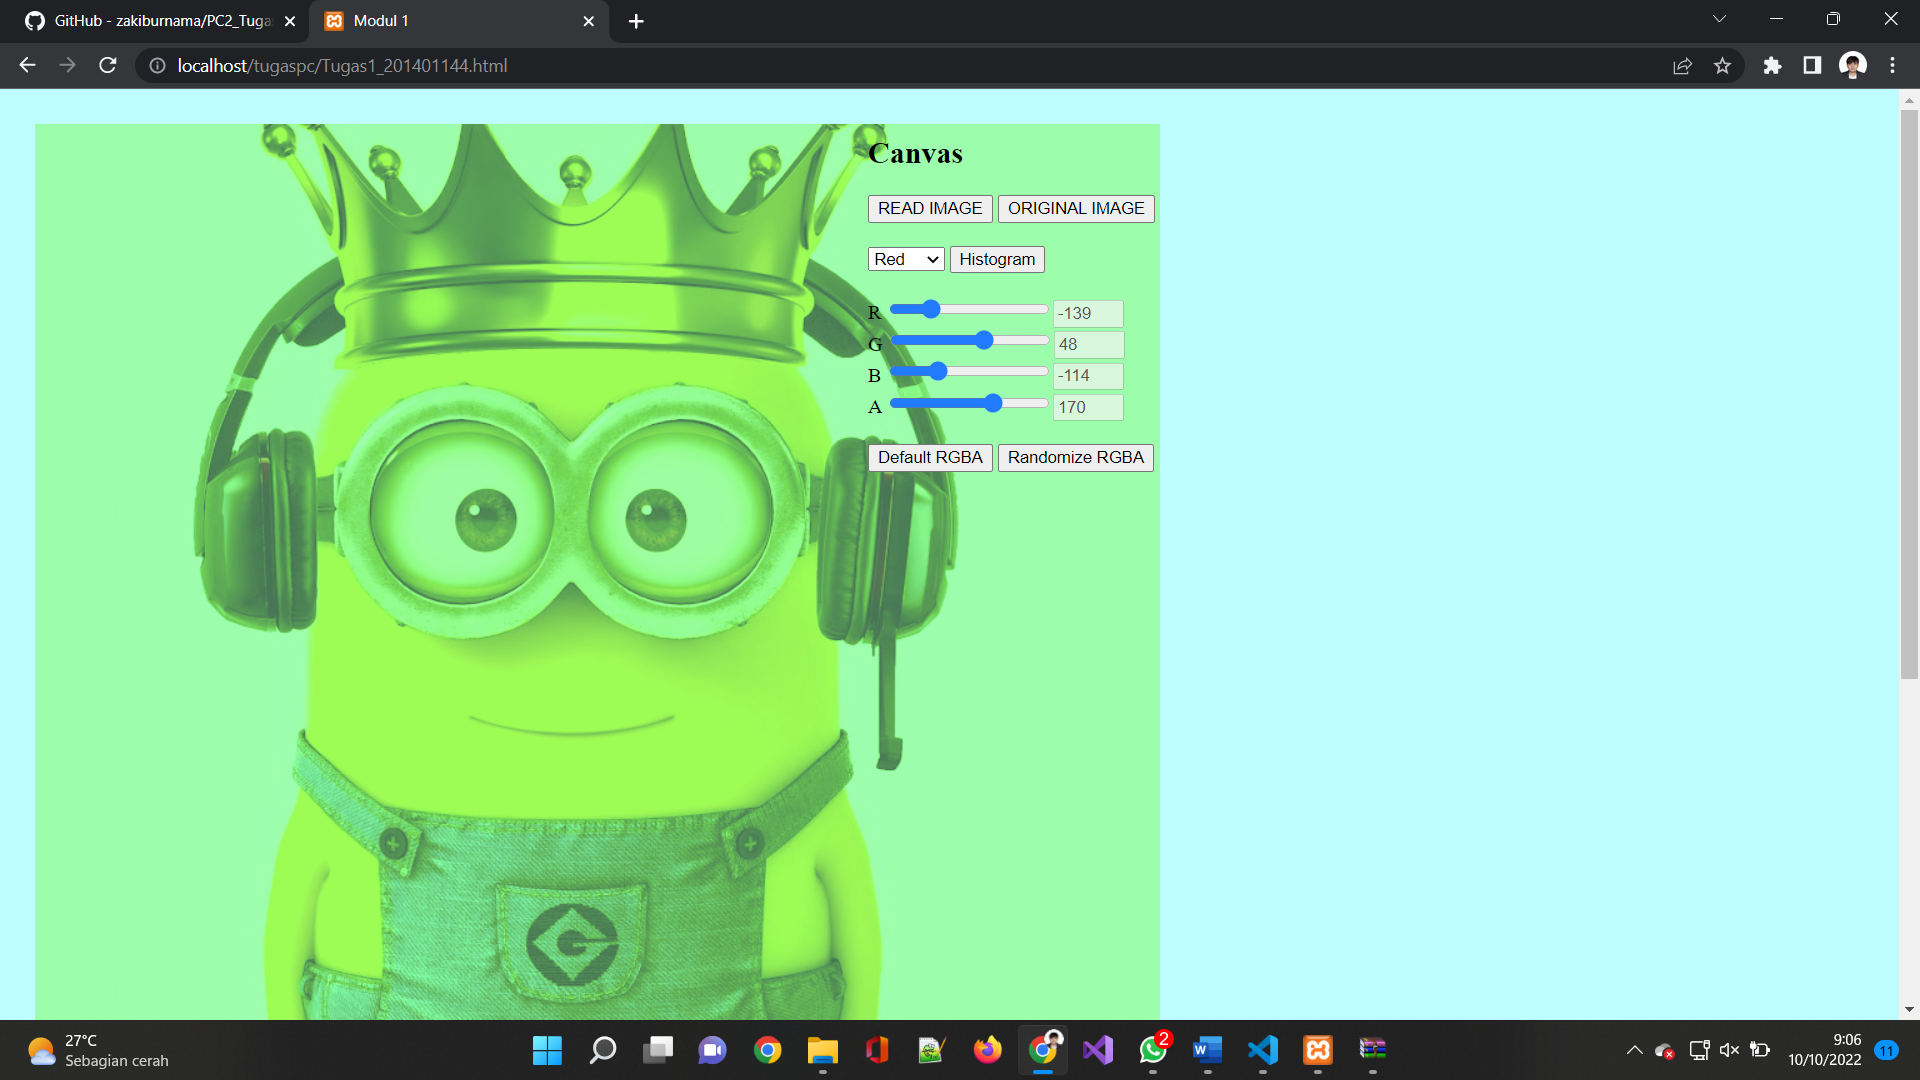 GitHub - zakiburnama/PC2_Tuga
Modul 1
localhost/tugaspc/Tugas1_201401144.html
Canvas
READ IMAGE ORIGINAL IMAGE
Red Histogram
R -139
G 48
B -114
A 170
Default RGBA Randomize RGBA
27°C
Sebagian cerah
2
9:06
10/10/2022
11